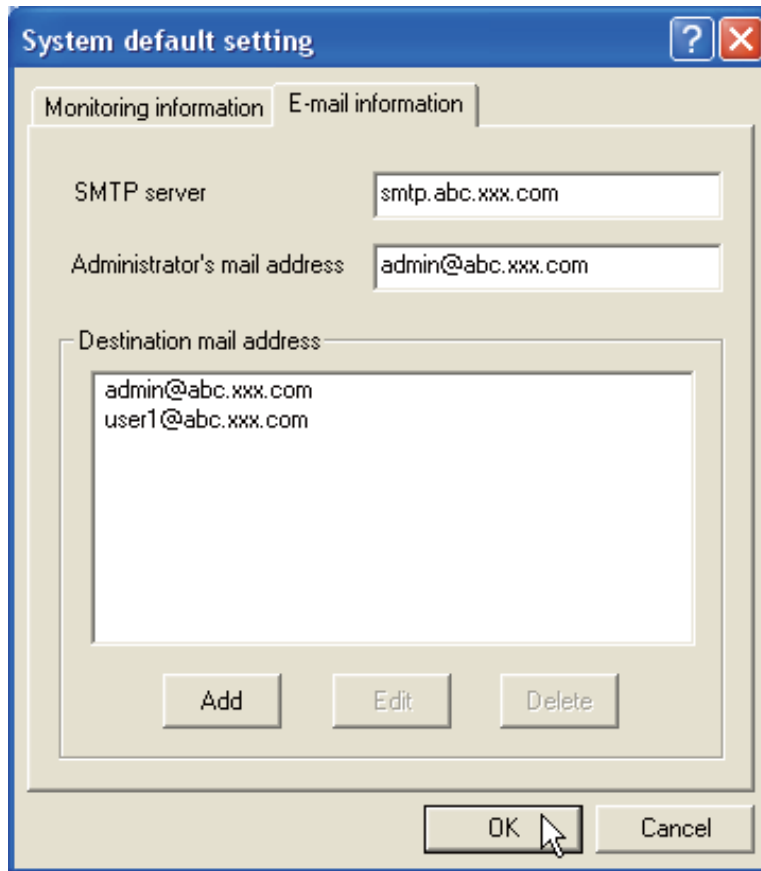 System default setting
Monitoring information E-mail information
SMTP server smtp.abc.xxx.com
Administrator's mail address admin@abc.xxx.com
Destination mail address
admin@abc.xxx.com
user1@abc.xxx.com
Add Edit Delete
OK Cancel